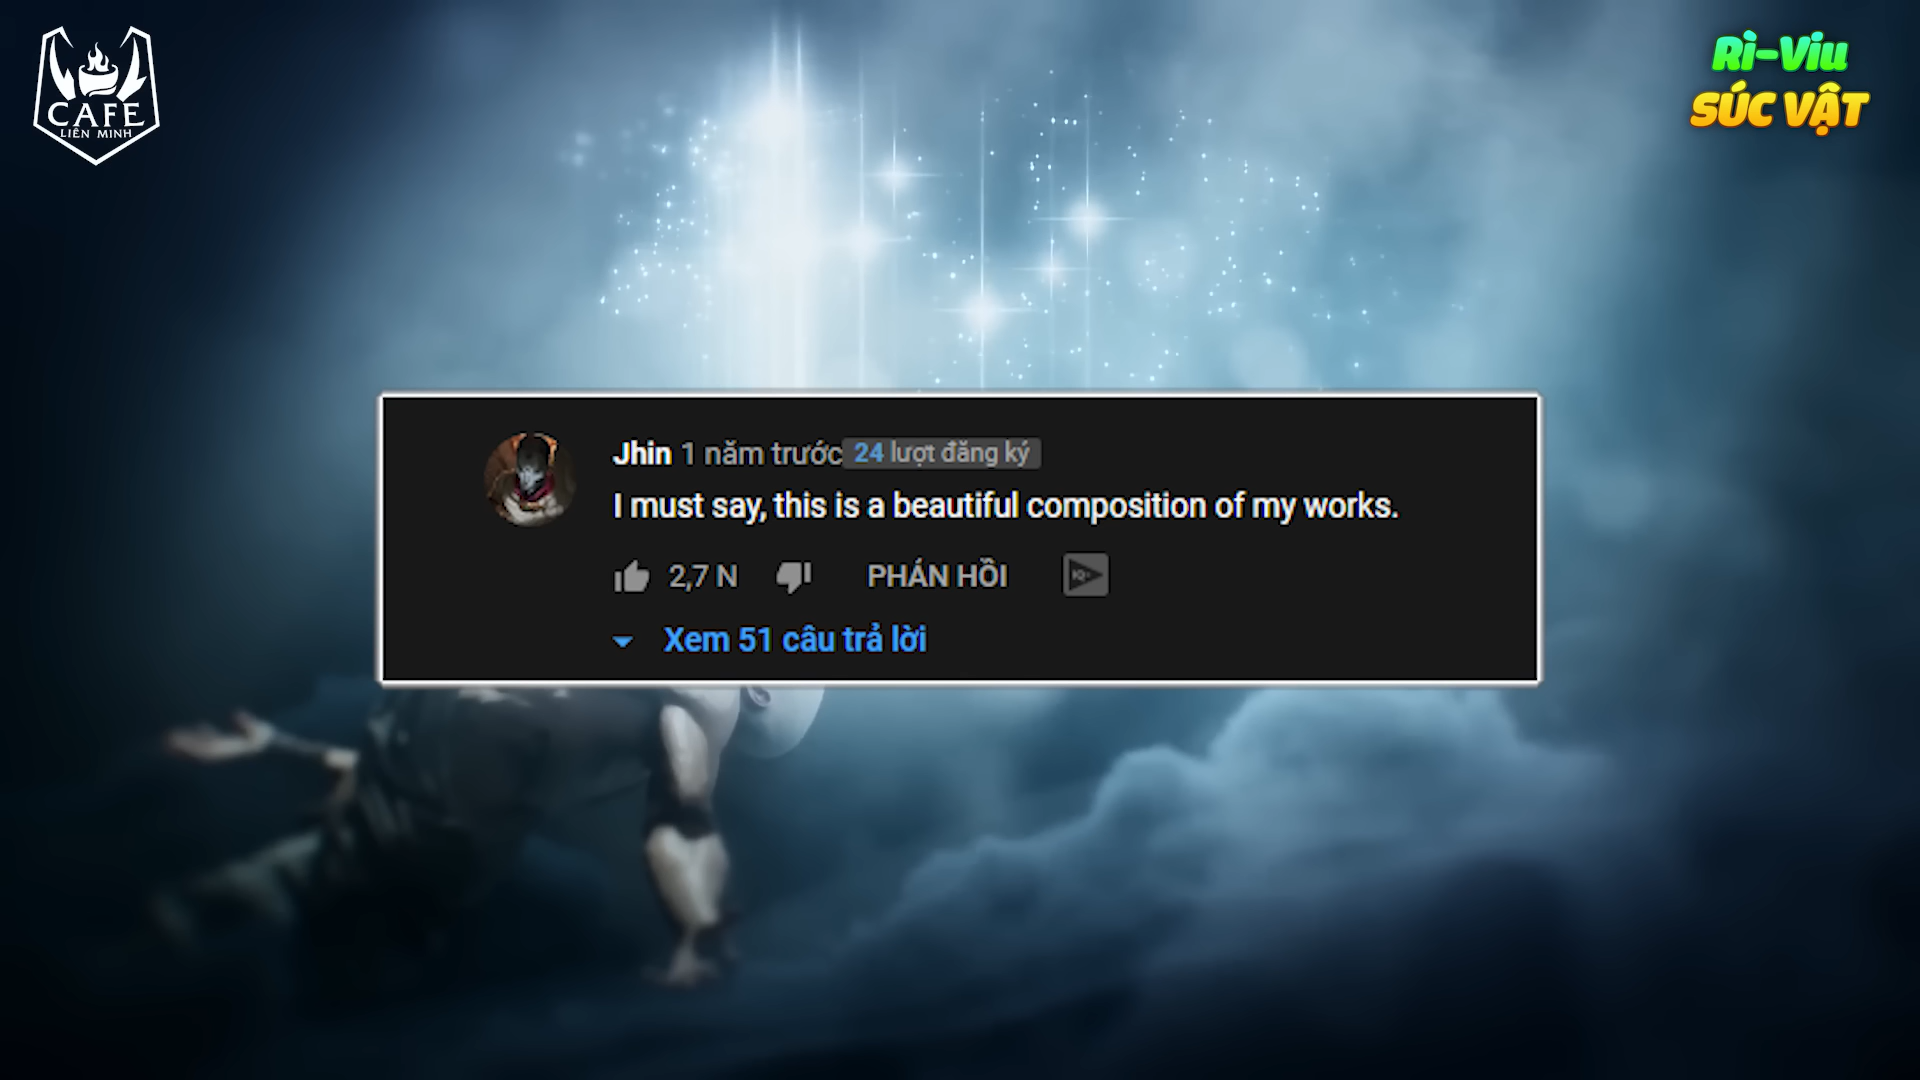 CAFE
LIÊN MINH
Rì-Viu
SÚC VẬT
Jhin 1 năm trước 24 lượt đăng ký
I must say, this is a beautiful composition of my works.
2,7 N PHẢN HỒI
Xem 51 câu trả lời